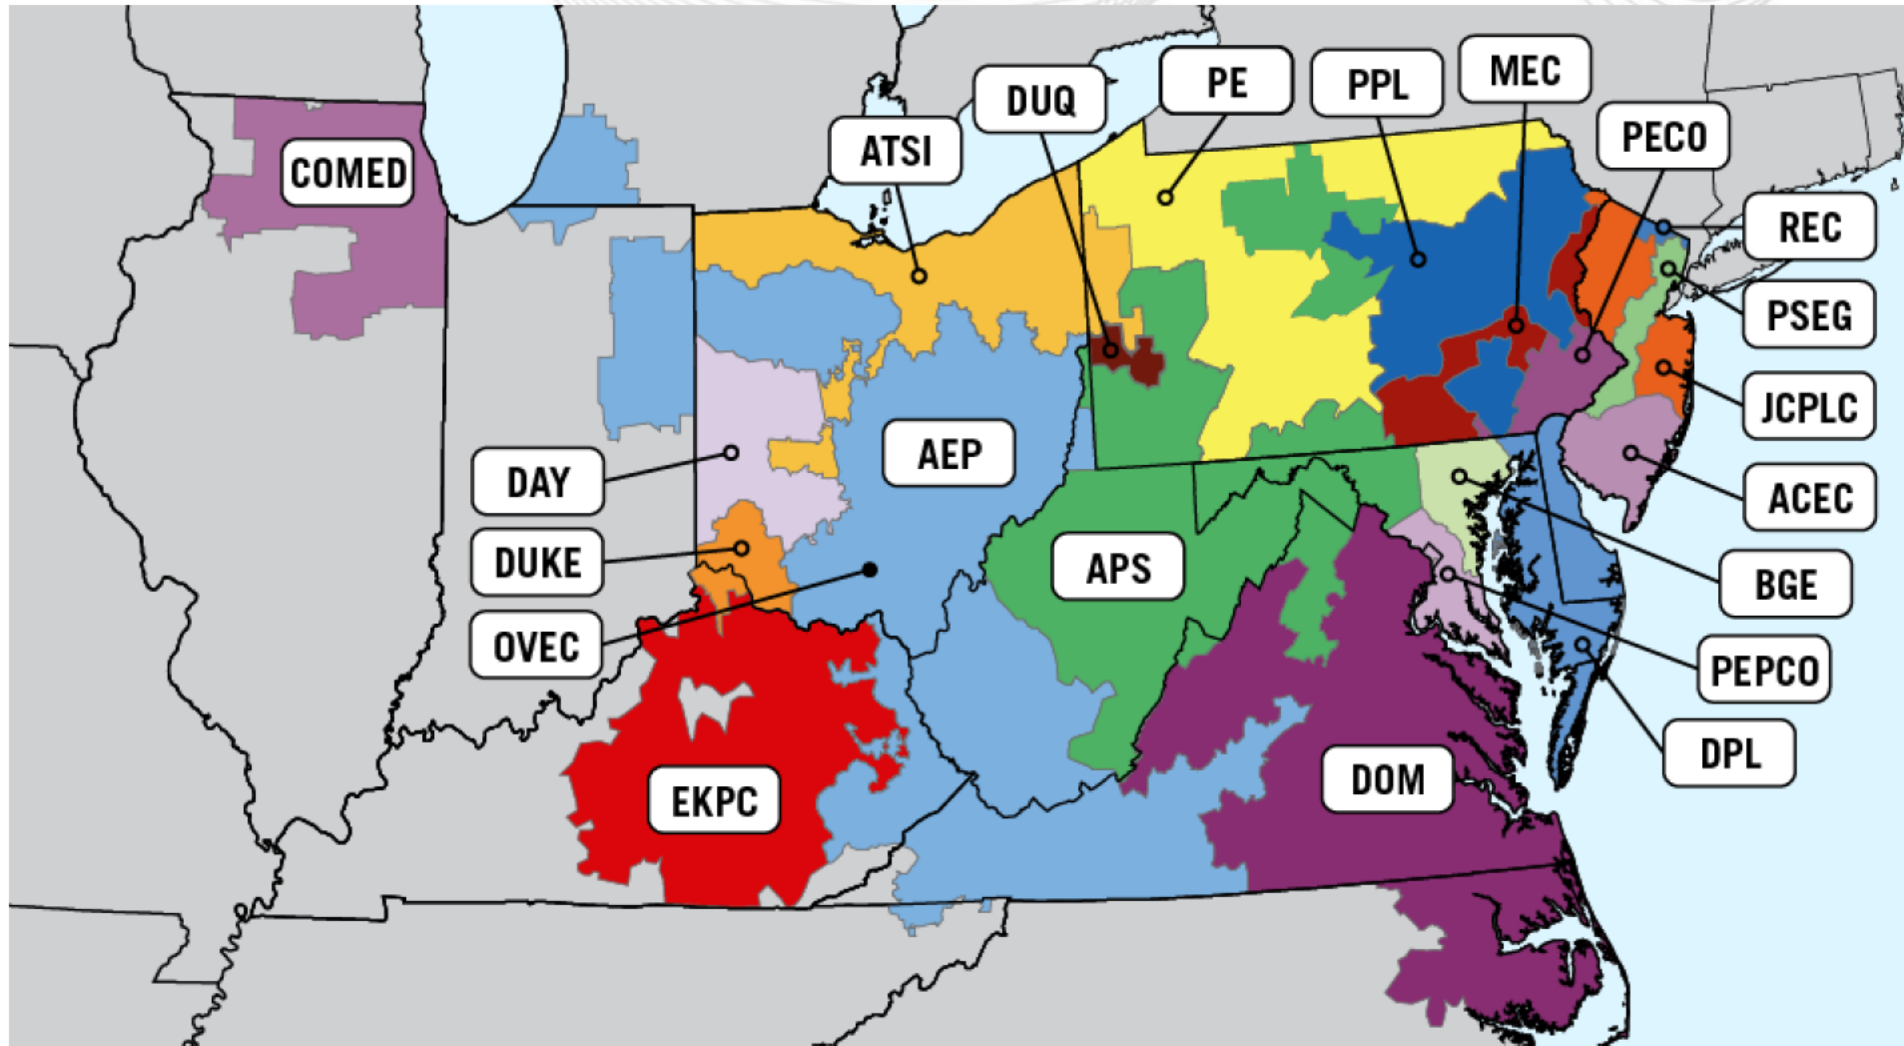 MEC
PE
PPL
DUQ
PECO
ATSI
COMED
REC
PSEG
JCPLC
AEP
DAY
ACEC
DUKE
APS
BGE
OVEC
PEPCO
DPL
DOM
EKPC